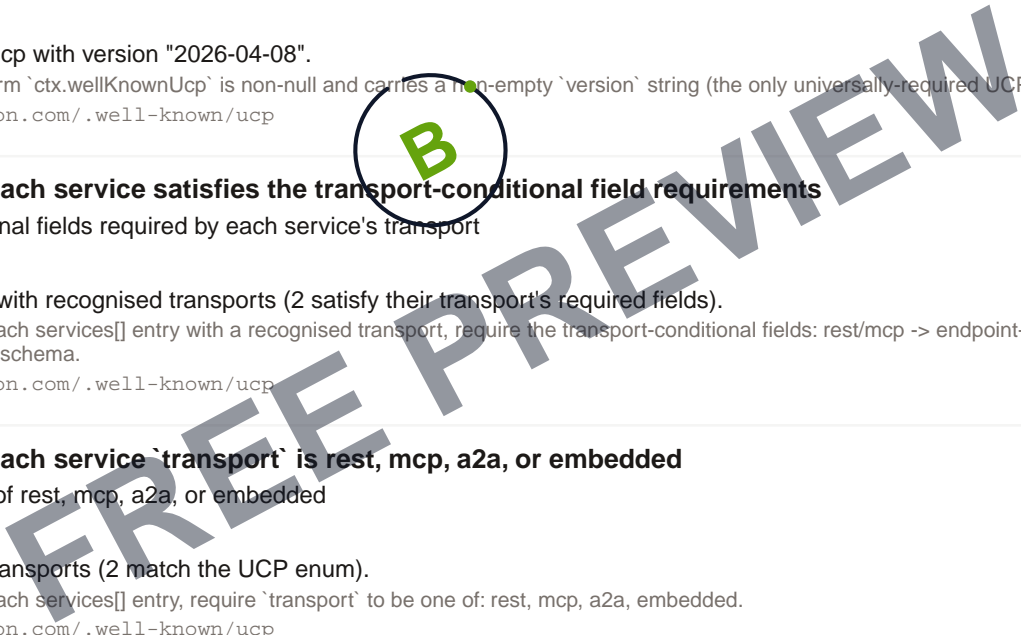 cp with version "2026-04-08".
rm `ctx.wellKnownUcp` is non-null and carries a non-empty `version` string (the only universally-required UCP
on.com/.well-known/ucp
B
ach service satisfies the transport-conditional field requirements
nal fields required by each service's transport
with recognised transports (2 satisfy their transport's required fields).
ach services[] entry with a recognised transport, require the transport-conditional fields: rest/mcp -> endpoint-
schema.
on.com/.well-known/ucp
ach service `transport` is rest, mcp, a2a, or embedded
of rest, mcp, a2a, or embedded
ansports (2 match the UCP enum).
ach services[] entry, require `transport` to be one of: rest, mcp, a2a, embedded.
on.com/.well-known/ucp
FREE PREVIEW